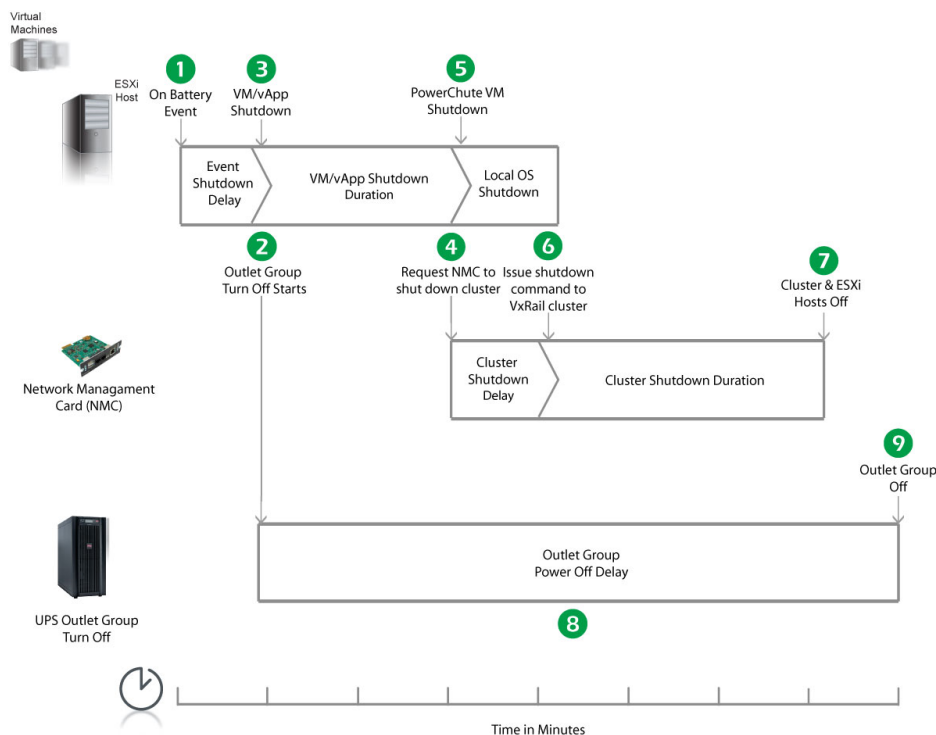 Virtual
Machines
ESXi
Host
1
On Battery
Event
3
VM/vApp
Shutdown
5
PowerChute VM
Shutdown
Event
Shutdown
Delay
VM/vApp Shutdown
Duration
Local OS
Shutdown
2
Outlet Group
Turn Off Starts
4
Request NMC to
shut down cluster
6
Issue shutdown
command to
VxRail cluster
7
Cluster & ESXi
Hosts Off
Network Managament
Card (NMC)
Cluster
Shutdown
Delay
Cluster Shutdown Duration
9
Outlet Group
Off
UPS Outlet Group
Turn Off
Outlet Group
Power Off Delay
8
Time in Minutes